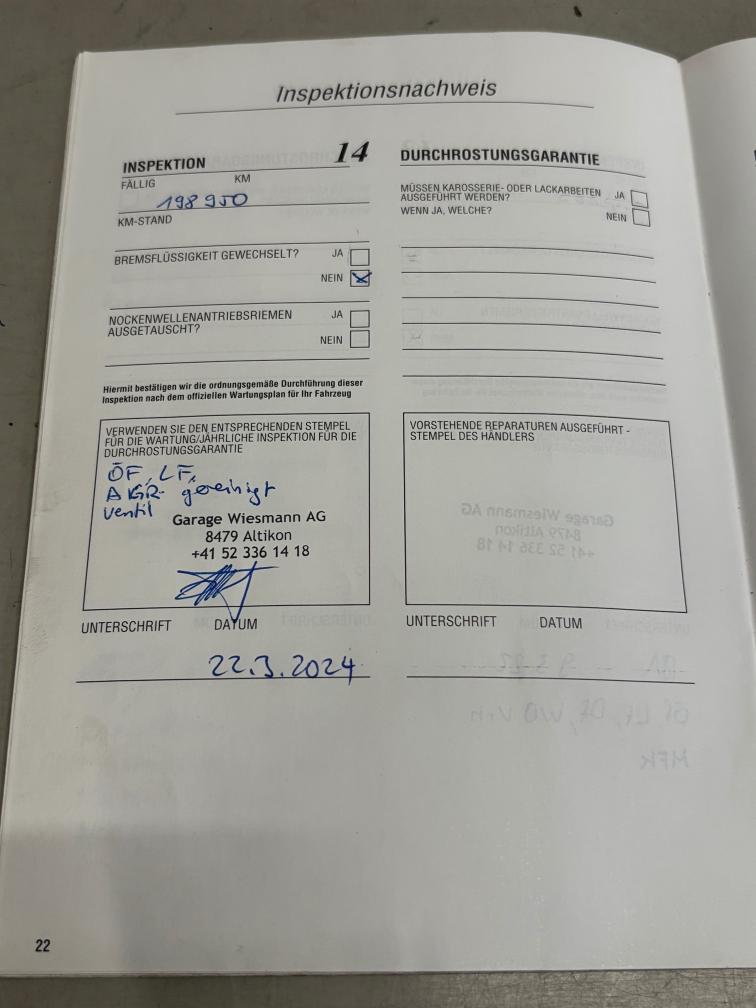 Inspektionsnachweis
INSPEKTION 14
FÄLLIG KM
198 950
KM-STAND
BREMSFLÜSSIGKEIT GEWECHSELT? JA
NEIN
NOCKENWELLENANTRIEBSRIEMEN JA
AUSGETAUSCHT?
NEIN
Hiermit bestätigen wir die ordnungsgemäße Durchführung dieser
Inspektion nach dem offiziellen Wartungsplan für Ihr Fahrzeug
VERWENDEN SIE DEN ENTSPRECHENDEN STEMPEL
FÜR DIE WARTUNG/JÄHRLICHE INSPEKTION FÜR DIE
DURCHROSTUNGSGARANTIE
ÖF, LF,
AGR- gereinigt
Ventil
Garage Wiesmann AG
8479 Altikon
+41 52 336 14 18
UNTERSCHRIFT DATUM
22.3.2024
DURCHROSTUNGSGARANTIE
MÜSSEN KAROSSERIE- ODER LACKARBEITEN JA
AUSGEFÜHRT WERDEN?
WENN JA, WELCHE? NEIN
VORSTEHENDE REPARATUREN AUSGEFÜHRT -
STEMPEL DES HÄNDLERS
UNTERSCHRIFT DATUM
22